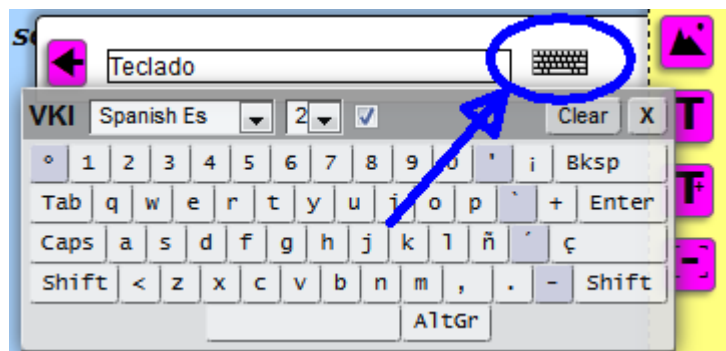 Teclado
VKI Spanish Es 2 Clear X
º 1 2 3 4 5 6 7 8 9 0 ' ¡ Bksp
Tab q w e r t y u i o p ` + Enter
Caps a s d f g h j k l ñ ´ ç
Shift < z x c v b n m , . - Shift
AltGr
T
T+